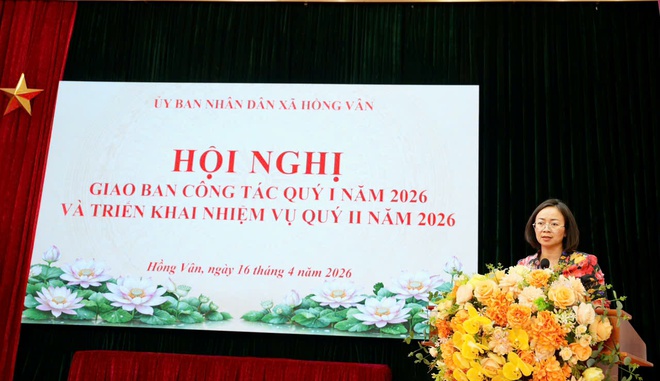 ỦY BAN NHÂN DÂN XÃ HỒNG VÂN
HỘI NGHỊ
GIAO BAN CÔNG TÁC QUÝ I NĂM 2026
VÀ TRIỂN KHAI NHIỆM VỤ QUÝ II NĂM 2026
Hồng Vân, ngày 16 tháng 4 năm 2026